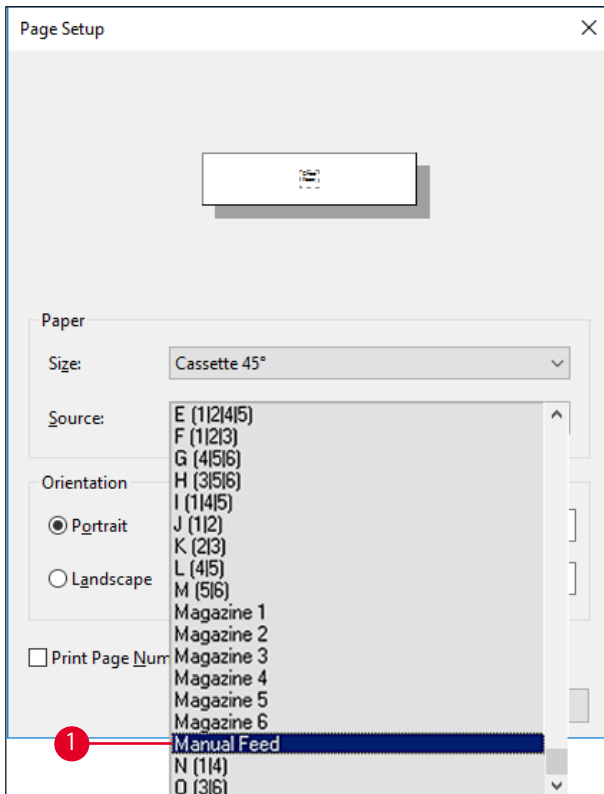 Page Setup
Paper
Size:
Cassette 45°
Source:
E (1|2|4|5)
F (1|2|3)
G (4|5|6)
H (3|5|6)
I (1|4|5)
J (1|2)
K (2|3)
L (4|5)
M (5|6)
Magazine 1
Magazine 2
Magazine 3
Magazine 4
Magazine 5
Magazine 6
Manual Feed
N (1|4)
O (3|6)
Orientation
Portrait
Landscape
Print Page Num
1